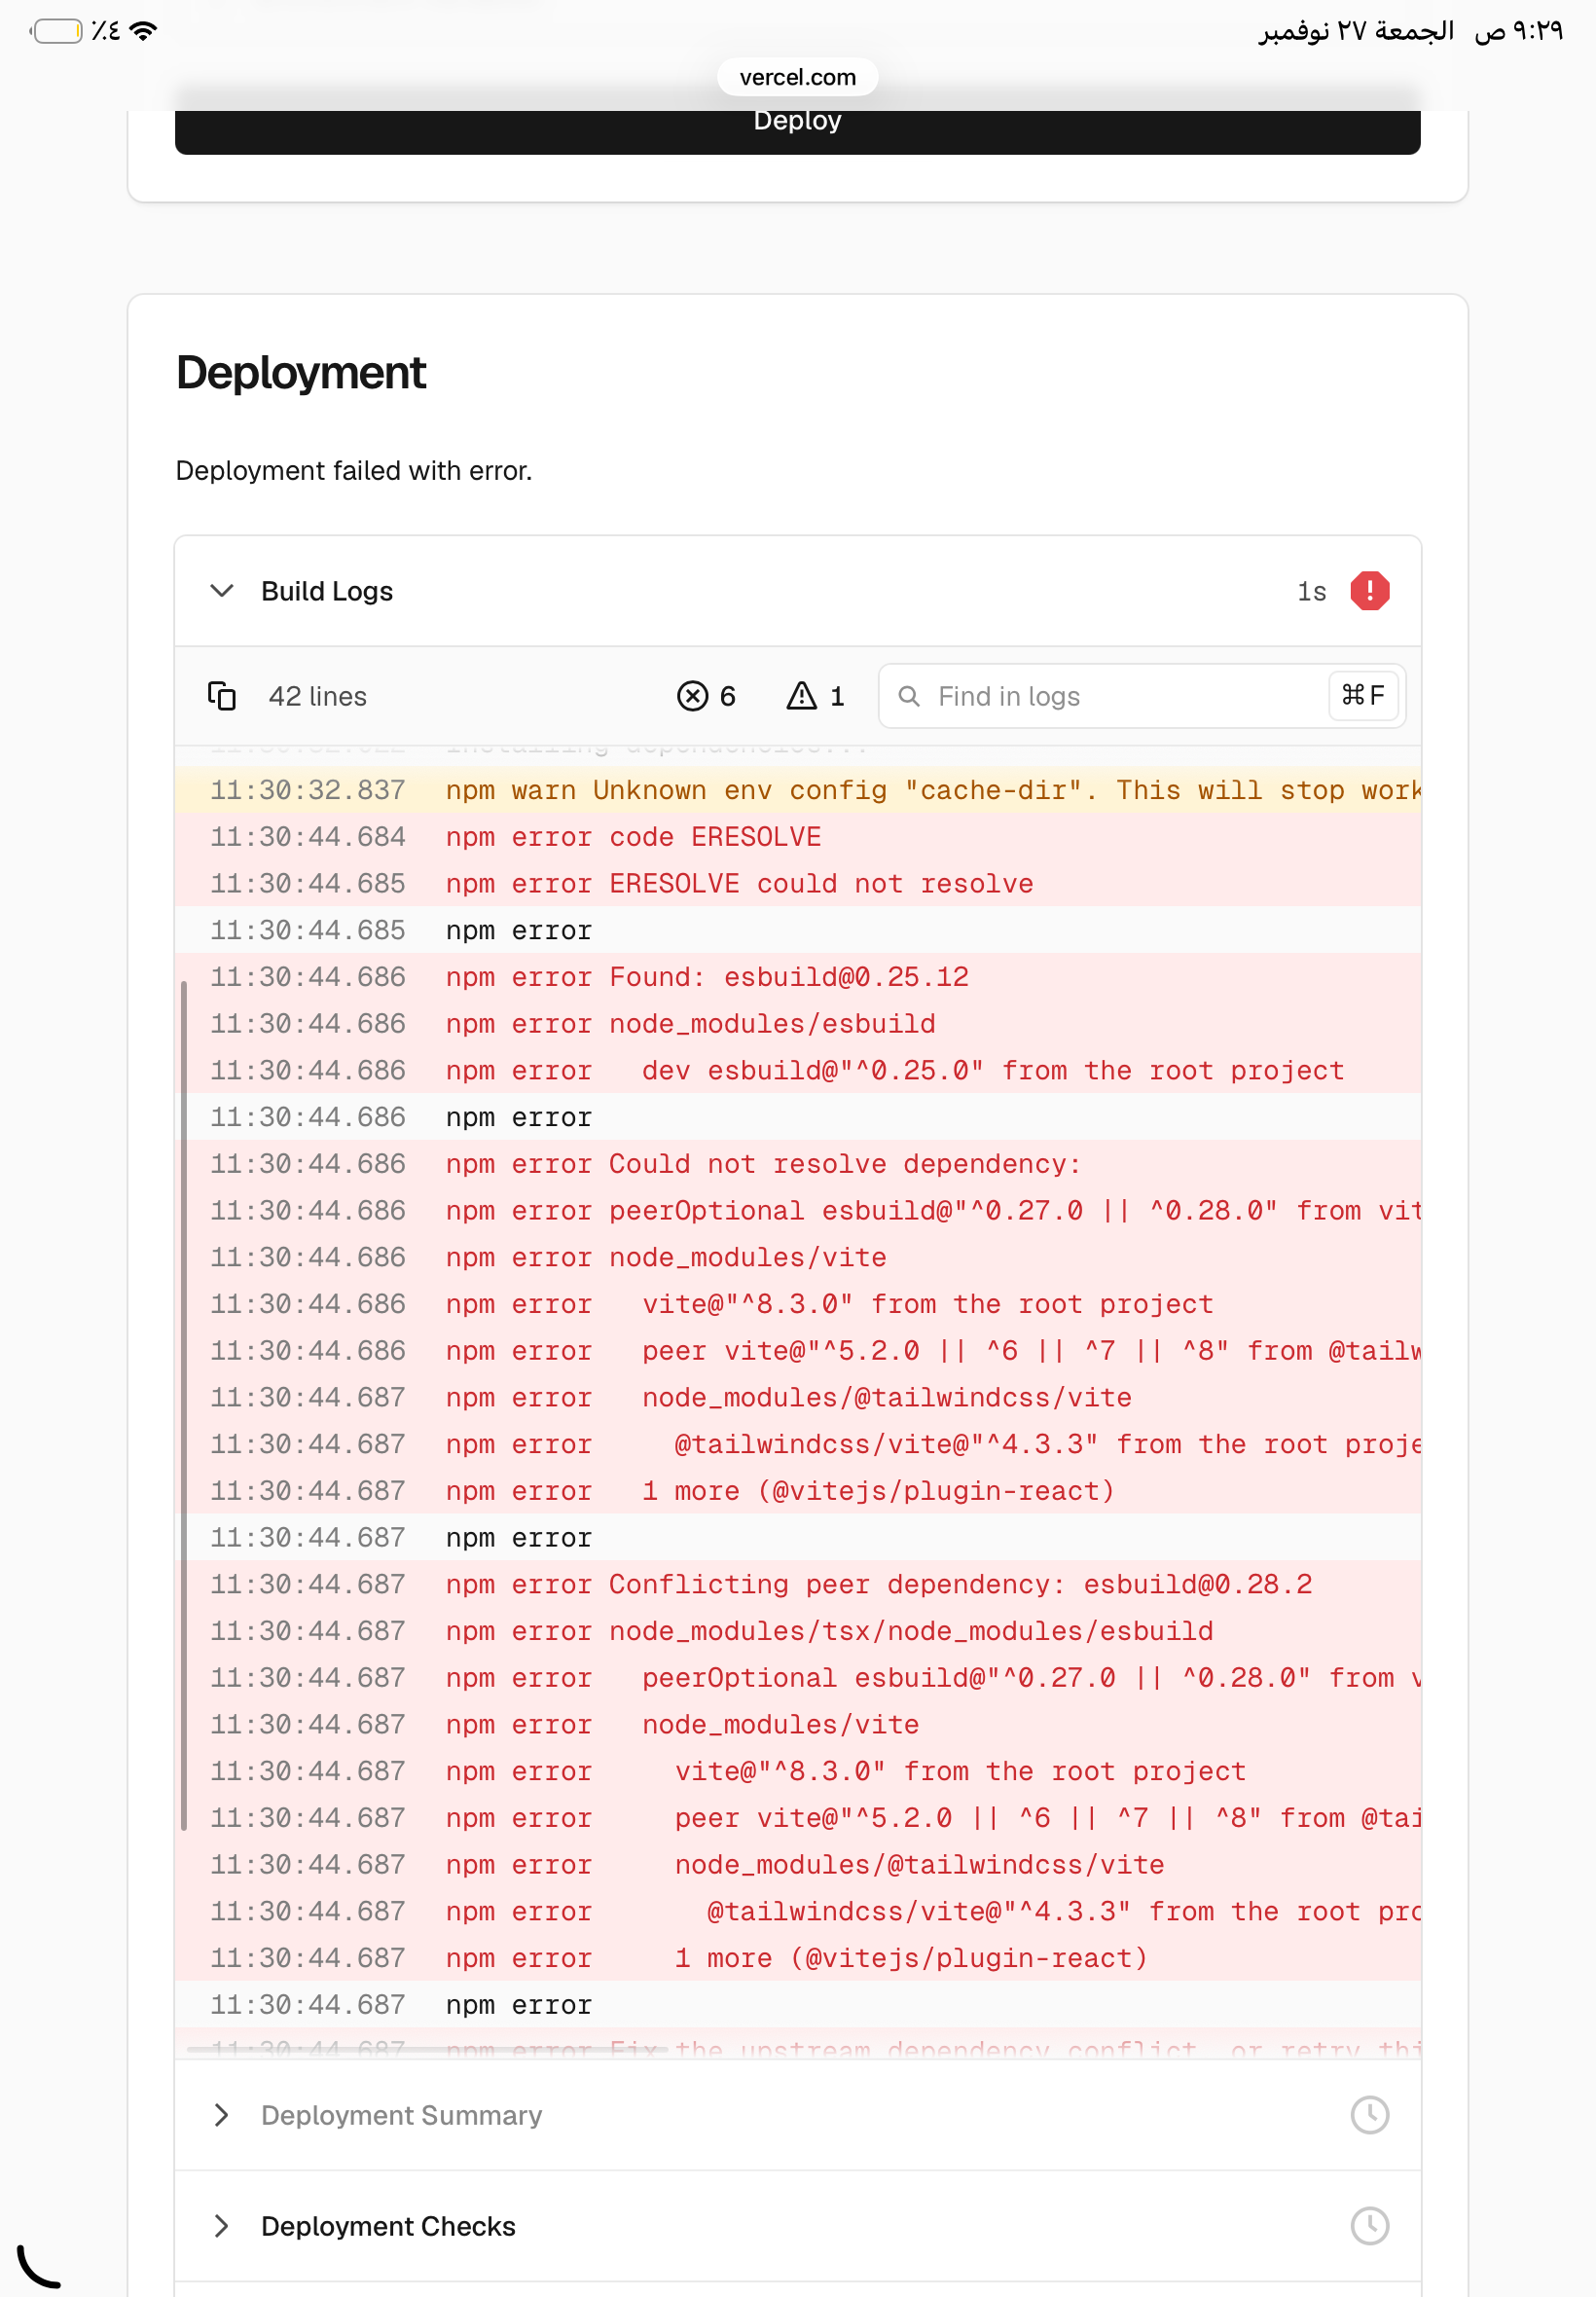 ٩:٢٩ ص الجمعة ٢٧ نوفمبر
٪٤
vercel.com
Deploy
Deployment
Deployment failed with error.
Build Logs 1s
42 lines 6 1 Find in logs ⌘F
Installing dependencies...
11:30:32.837 npm warn Unknown env config "cache-dir". This will stop work
11:30:44.684 npm error code ERESOLVE
11:30:44.685 npm error ERESOLVE could not resolve
11:30:44.685 npm error
11:30:44.686 npm error Found: esbuild@0.25.12
11:30:44.686 npm error node_modules/esbuild
11:30:44.686 npm error   dev esbuild@"^0.25.0" from the root project
11:30:44.686 npm error
11:30:44.686 npm error Could not resolve dependency:
11:30:44.686 npm error peerOptional esbuild@"^0.27.0 || ^0.28.0" from vit
11:30:44.686 npm error node_modules/vite
11:30:44.686 npm error   vite@"^8.3.0" from the root project
11:30:44.686 npm error   peer vite@"^5.2.0 || ^6 || ^7 || ^8" from @tailw
11:30:44.687 npm error   node_modules/@tailwindcss/vite
11:30:44.687 npm error     @tailwindcss/vite@"^4.3.3" from the root proje
11:30:44.687 npm error   1 more (@vitejs/plugin-react)
11:30:44.687 npm error
11:30:44.687 npm error Conflicting peer dependency: esbuild@0.28.2
11:30:44.687 npm error node_modules/tsx/node_modules/esbuild
11:30:44.687 npm error   peerOptional esbuild@"^0.27.0 || ^0.28.0" from v
11:30:44.687 npm error   node_modules/vite
11:30:44.687 npm error     vite@"^8.3.0" from the root project
11:30:44.687 npm error     peer vite@"^5.2.0 || ^6 || ^7 || ^8" from @tai
11:30:44.687 npm error     node_modules/@tailwindcss/vite
11:30:44.687 npm error       @tailwindcss/vite@"^4.3.3" from the root pro
11:30:44.687 npm error     1 more (@vitejs/plugin-react)
11:30:44.687 npm error
11:30:44.687 npm error Fix the upstream dependency conflict, or retry thi
Deployment Summary
Deployment Checks